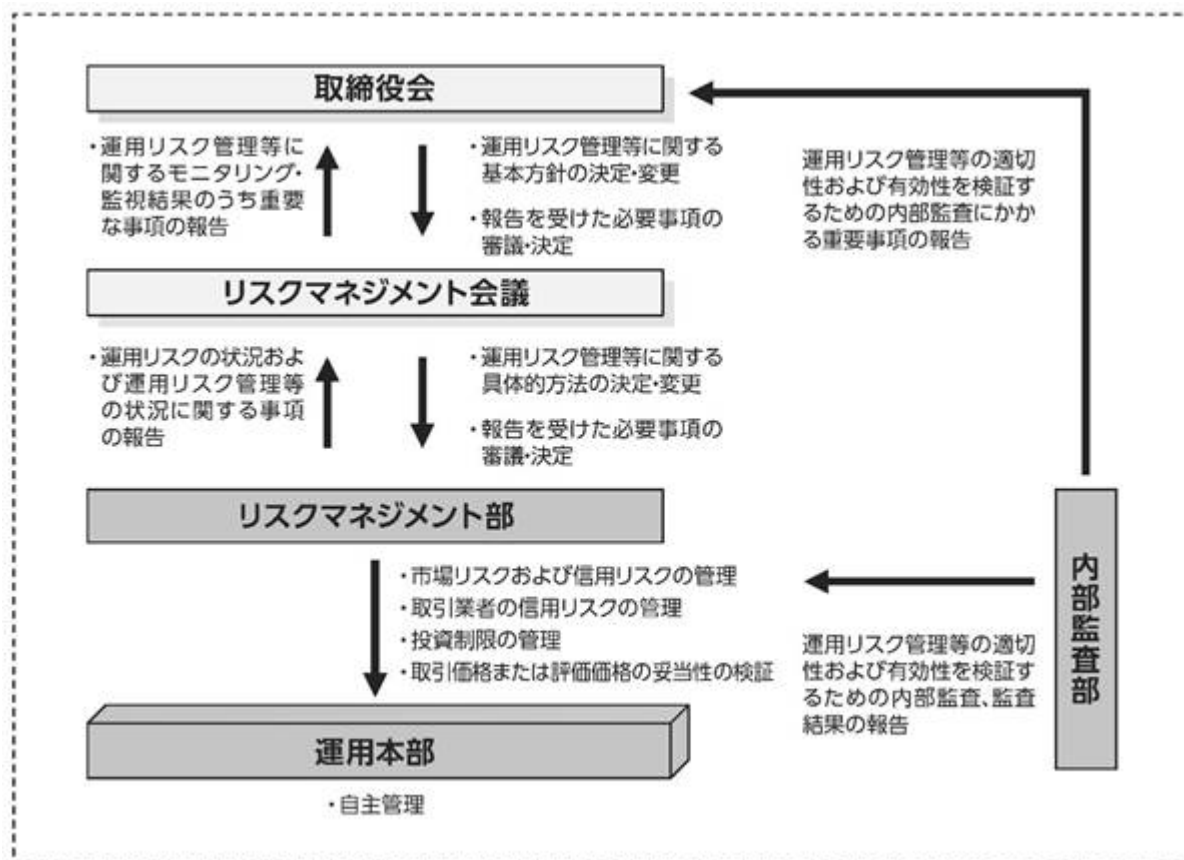 取締役会
・運用リスク管理等に
関するモニタリング・
監視結果のうち重要
な事項の報告
・運用リスク管理等に関する
基本方針の決定・変更
・報告を受けた必要事項の
審議・決定
運用リスク管理等の適切
性および有効性を検証す
るための内部監査にかか
る重要事項の報告
リスクマネジメント会議
・運用リスクの状況およ
び運用リスク管理等
の状況に関する事項
の報告
・運用リスク管理等に関する
具体的方法の決定・変更
・報告を受けた必要事項の
審議・決定
リスクマネジメント部
・市場リスクおよび信用リスクの管理
・取引業者の信用リスクの管理
・投資制限の管理
・取引価格または評価価格の妥当性の検証
内部監査部
運用リスク管理等の適切
性および有効性を検証す
るための内部監査、監査
結果の報告
運用本部
・自主管理